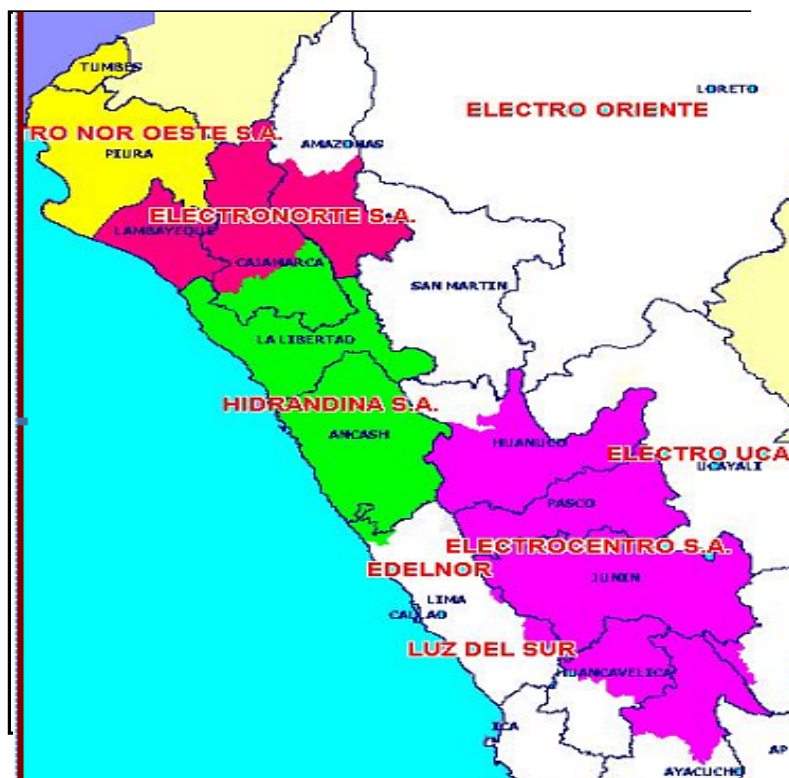 TUMBES
LORETO
ELECTRO ORIENTE
TRO NOR OESTE S.A.
PIURA
AMAZONAS
ELECTRONORTE S.A.
LAMBAYEQUE
CAJAMARCA
SAN MARTIN
LA LIBERTAD
HIDRANDINA S.A.
ANCASH
HUANUCO
ELECTRO UCA
UCAYALI
PASCO
ELECTROCENTRO S.A.
EDELNOR
JUNIN
LIMA
CALLAO
LUZ DEL SUR
HUANCAVELICA
ICA
AP
AYACUCHO